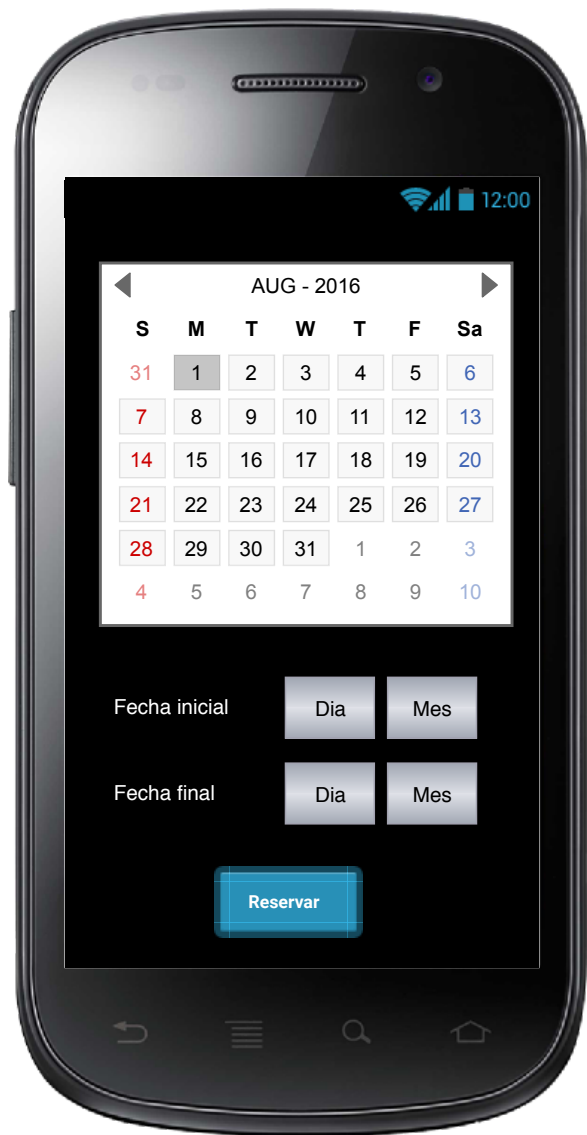 12:00
AUG - 2016
S M T W T F Sa
31 1 2 3 4 5 6
7 8 9 10 11 12 13
14 15 16 17 18 19 20
21 22 23 24 25 26 27
28 29 30 31 1 2 3
4 5 6 7 8 9 10
Fecha inicial Dia Mes
Fecha final Dia Mes
Reservar